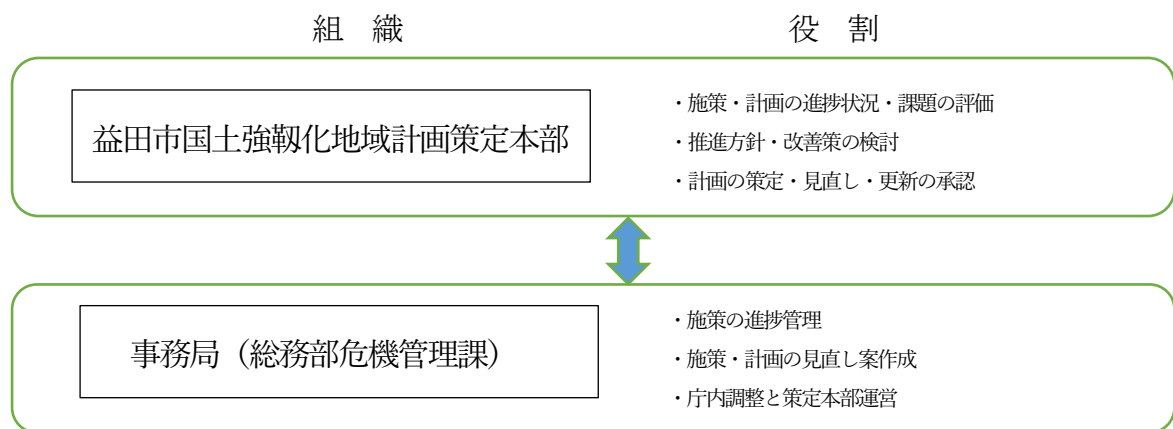 組　織
役　割
益田市国土強靱化地域計画策定本部
・施策・計画の進捗状況・課題の評価
・推進方針・改善策の検討
・計画の策定・見直し・更新の承認
事務局（総務部危機管理課）
・施策の進捗管理
・施策・計画の見直し案作成
・庁内調整と策定本部運営